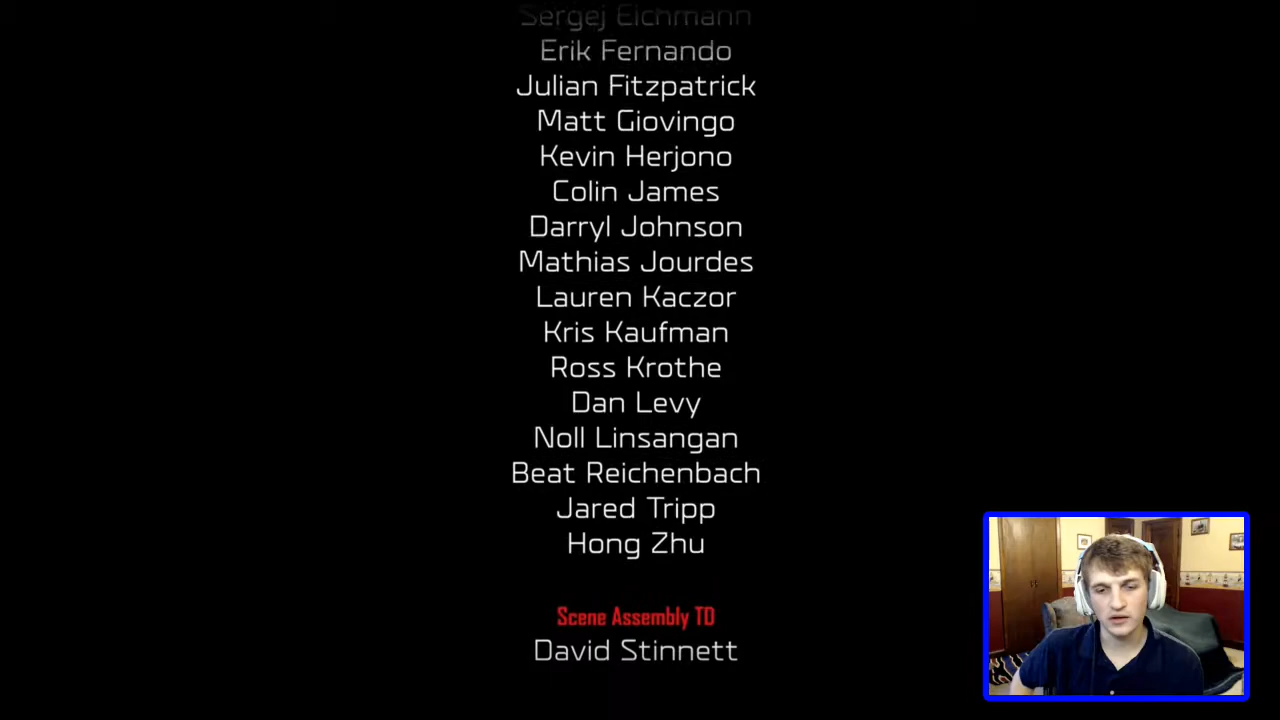 Sergej Eichmann
Erik Fernando
Julian Fitzpatrick
Matt Giovingo
Kevin Herjono
Colin James
Darryl Johnson
Mathias Jourdes
Lauren Kaczor
Kris Kaufman
Ross Krothe
Dan Levy
Noll Linsangan
Beat Reichenbach
Jared Tripp
Hong Zhu
Scene Assembly TD
David Stinnett